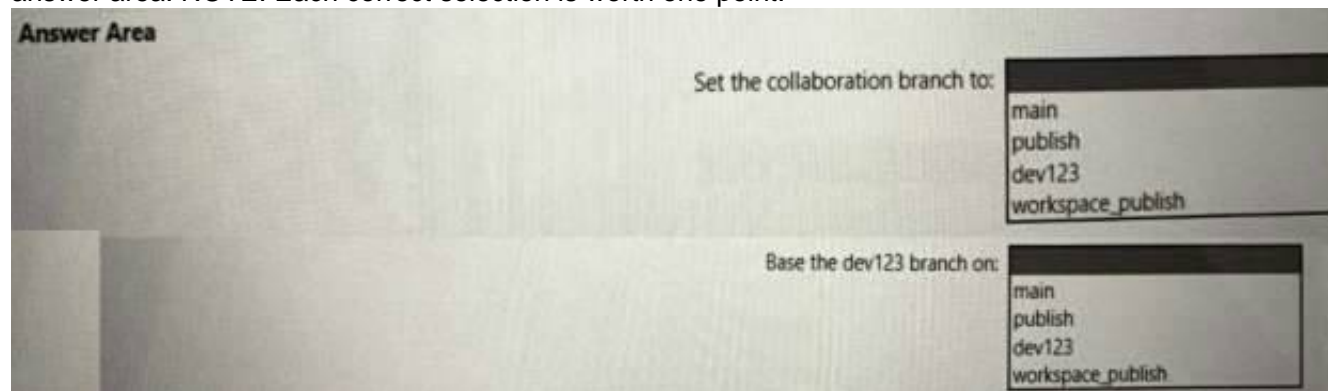 answer area. NOTE: Each correct selection is worth one point.
Answer Area
Set the collaboration branch to:
main
publish
dev123
workspace_publish
Base the dev123 branch on:
main
publish
dev123
workspace_publish